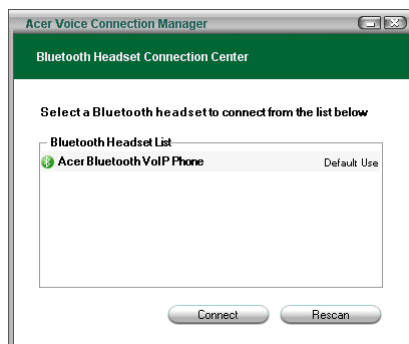 Acer Voice Connection Manager
Bluetooth Headset Connection Center
Select a Bluetooth headset to connect from the list below
Bluetooth Headset List
Acer Bluetooth VoIP Phone Default Use
Connect Rescan